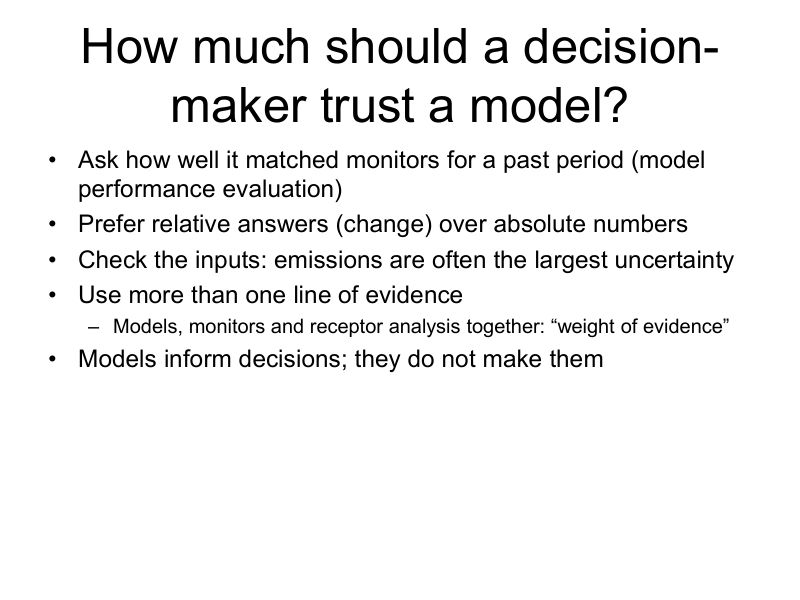 How much should a decision-
maker trust a model?
• Ask how well it matched monitors for a past period (model
performance evaluation)
• Prefer relative answers (change) over absolute numbers
• Check the inputs: emissions are often the largest uncertainty
• Use more than one line of evidence
– Models, monitors and receptor analysis together: “weight of evidence”
• Models inform decisions; they do not make them